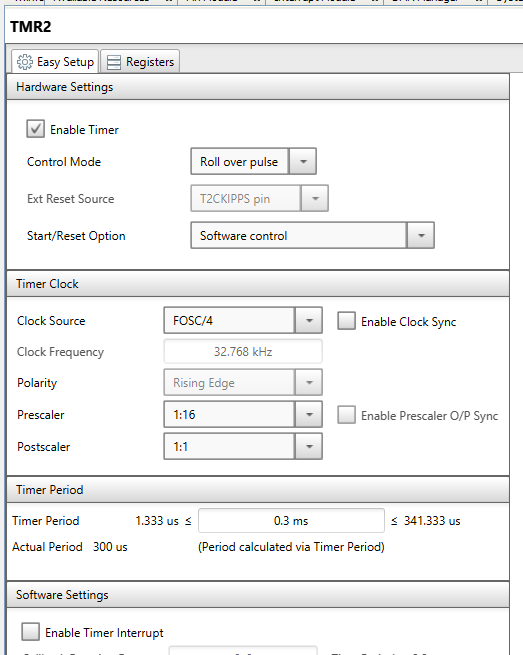 TMR2
Easy Setup Registers
Hardware Settings
Enable Timer
Control Mode Roll over pulse
Ext Reset Source T2CKIPPS pin
Start/Reset Option Software control
Timer Clock
Clock Source FOSC/4 Enable Clock Sync
Clock Frequency 32.768 kHz
Polarity Rising Edge
Prescaler 1:16 Enable Prescaler O/P Sync
Postscaler 1:1
Timer Period
Timer Period 1.333 us ≤ 0.3 ms ≤ 341.333 us
Actual Period 300 us (Period calculated via Timer Period)
Software Settings
Enable Timer Interrupt